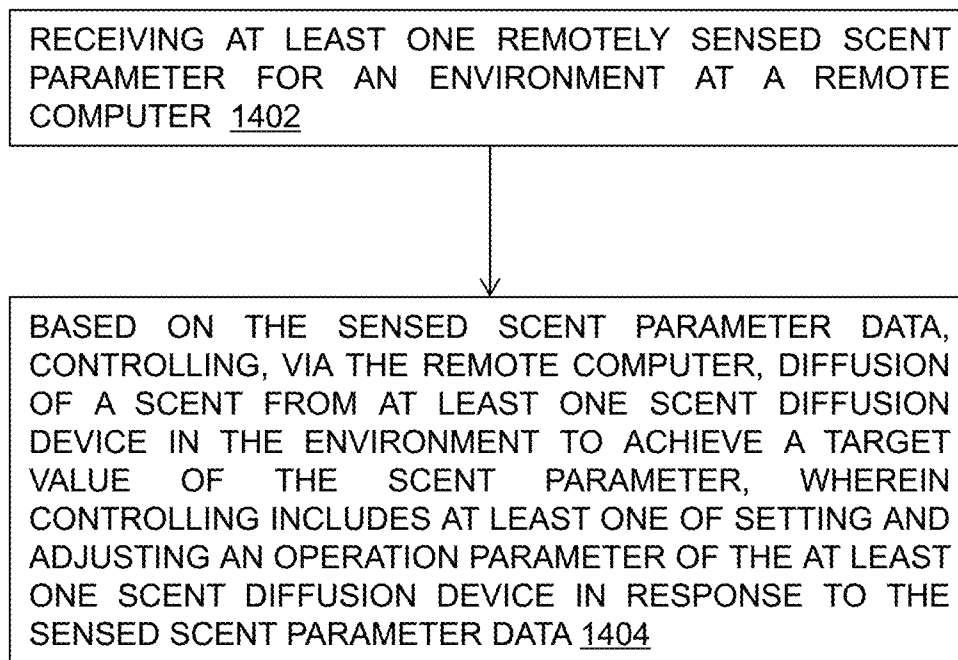 RECEIVING AT LEAST ONE REMOTELY SENSED SCENT
PARAMETER FOR AN ENVIRONMENT AT A REMOTE
COMPUTER 1402
BASED ON THE SENSED SCENT PARAMETER DATA,
CONTROLLING, VIA THE REMOTE COMPUTER, DIFFUSION
OF A SCENT FROM AT LEAST ONE SCENT DIFFUSION
DEVICE IN THE ENVIRONMENT TO ACHIEVE A TARGET
VALUE OF THE SCENT PARAMETER, WHEREIN
CONTROLLING INCLUDES AT LEAST ONE OF SETTING AND
ADJUSTING AN OPERATION PARAMETER OF THE AT LEAST
ONE SCENT DIFFUSION DEVICE IN RESPONSE TO THE
SENSED SCENT PARAMETER DATA 1404